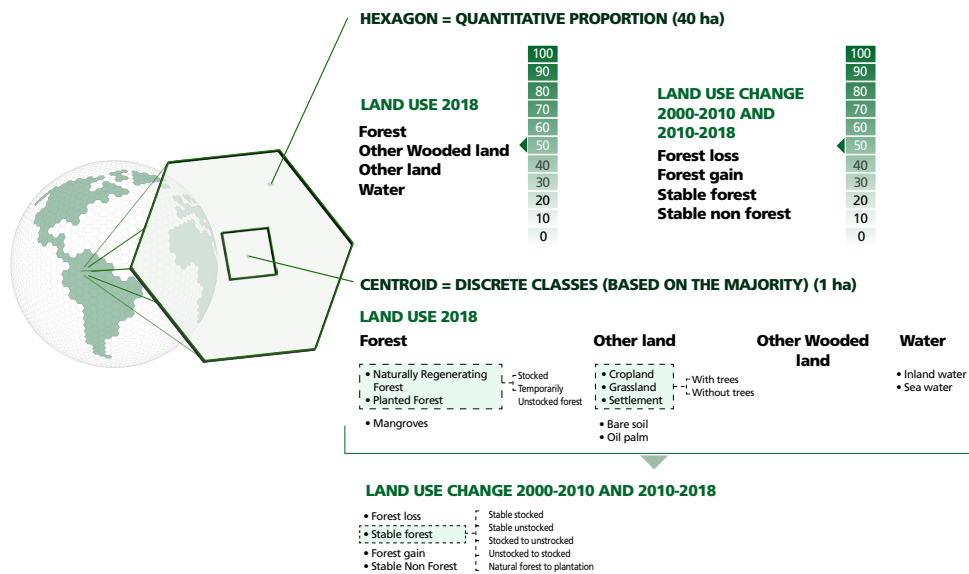 HEXAGON = QUANTITATIVE PROPORTION (40 ha)
LAND USE 2018
Forest
Other Wooded land
Other land
Water
100
90
80
70
60
50
40
30
20
10
0
LAND USE CHANGE
2000-2010 AND
2010-2018
Forest loss
Forest gain
Stable forest
Stable non forest
100
90
80
70
60
50
40
30
20
10
0
CENTROID = DISCRETE CLASSES (BASED ON THE MAJORITY) (1 ha)
LAND USE 2018
Forest
• Naturally Regenerating
Forest
• Planted Forest
• Mangroves
Stocked
Temporarily
Unstocked forest
Other land
• Cropland
• Grassland
• Settlement
• Bare soil
• Oil palm
With trees
Without trees
Other Wooded
land
Water
• Inland water
• Sea water
LAND USE CHANGE 2000-2010 AND 2010-2018
• Forest loss
• Stable forest
• Forest gain
• Stable Non Forest
Stable stocked
Stable unstocked
Stocked to unstrocked
Unstocked to stocked
Natural forest to plantation